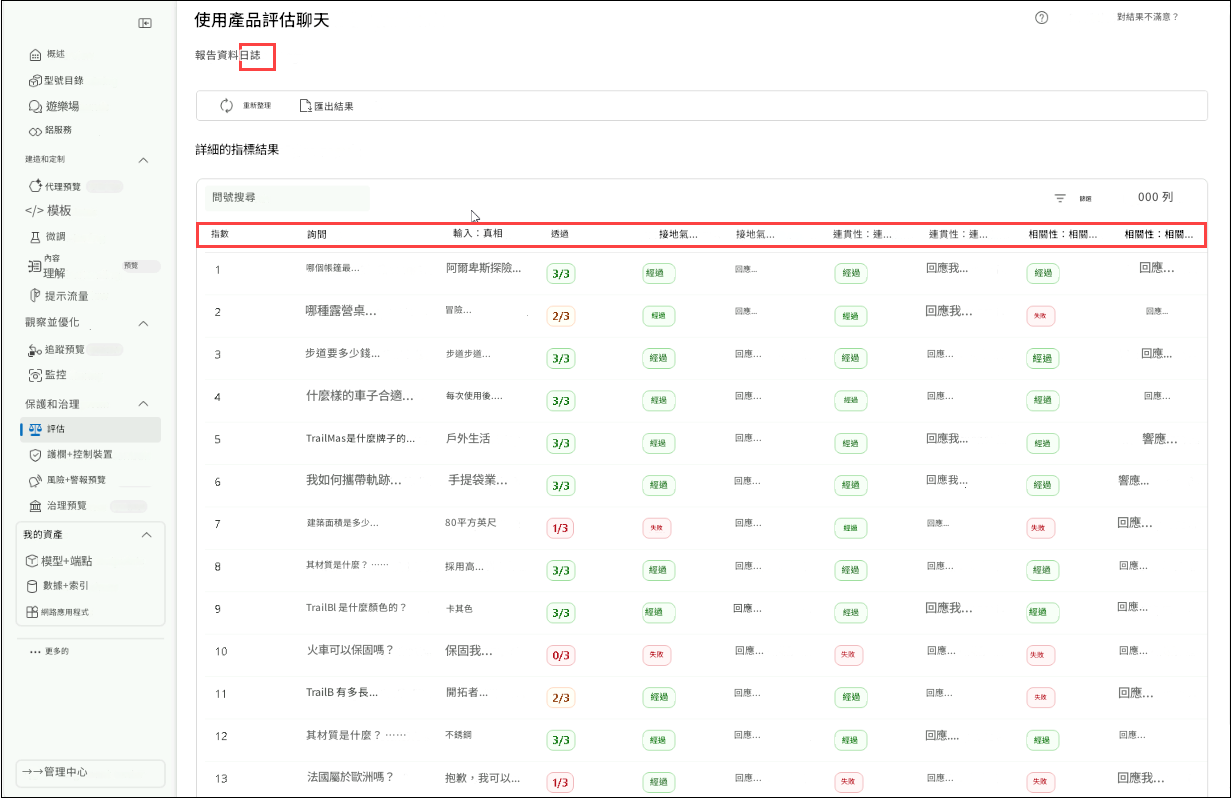 使用產品評估聊天
對結果不滿意？
報告資料日誌
重新整理
匯出結果
詳細的指標結果
問號搜尋
篩選
000 列
指數 詢問 輸入：真相 透過 接地氣... 接地氣... 連貫性：連... 連貫性：連... 相關性：相關... 相關性：相關...
1 哪個帳篷最... 阿爾卑斯探險... 3/3 經過 回應... 經過 回應我... 經過 回應...
2 哪種露營桌... 冒險... 2/3 經過 回應... 經過 回應我... 失敗 回應...
3 步道要多少錢... 步道步道... 3/3 經過 回應... 經過 回應... 經過 回應...
4 什麼樣的車子合適... 每次使用後.... 3/3 經過 回應... 經過 回應... 經過 回應...
5 TrailMas是什麼牌子的... 戶外生活 3/3 經過 回應... 經過 回應我... 經過 響應...
6 我如何攜帶軌跡... 手提袋業... 3/3 經過 回應... 經過 回應我... 經過 響應...
7 建築面積是多少... 80平方英尺 1/3 失敗 回應... 經過 回應... 失敗 回應...
8 其材質是什麼？ ⋯⋯ 採用高... 3/3 經過 回應... 經過 回應... 經過 回應...
9 TrailBl 是什麼顏色的？ 卡其色 3/3 經過 回應... 經過 回應我... 經過 回應...
10 火車可以保固嗎？ 保固我... 0/3 失敗 回應... 失敗 回應... 失敗 回應...
11 TrailB 有多長... 開拓者... 2/3 經過 回應... 經過 回應... 失敗 回應...
12 其材質是什麼？ ⋯⋯ 不銹鋼 3/3 經過 回應... 經過 回應.... 經過 回應...
13 法國屬於歐洲嗎？ 抱歉，我可以... 1/3 經過 回應... 失敗 回應... 失敗 回應我...
概述
型號目錄
遊樂場
鋁服務
建造和定制
代理預覽
</> 模板
微調
內容
理解
預覽
提示流量
觀察並優化
追蹤預覽
監控
保護和治理
評估
護欄+控制裝置
風險+警報預覽
治理預覽
我的資產
模型+端點
數據+索引
網路應用程式
... 更多的
→→管理中心